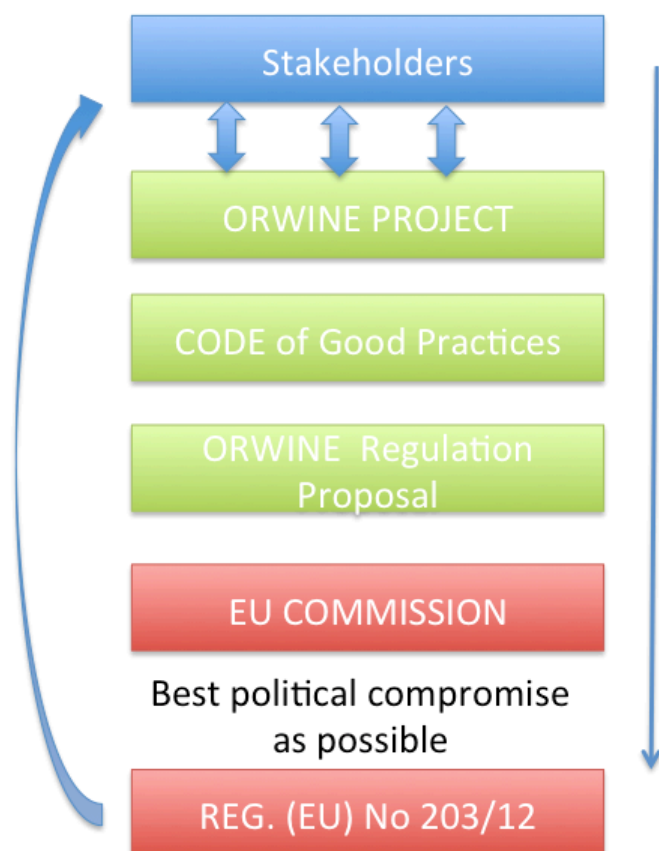 Stakeholders
ORWINE PROJECT
CODE of Good Practices
ORWINE Regulation
Proposal
EU COMMISSION
Best political compromise
as possible
REG. (EU) No 203/12